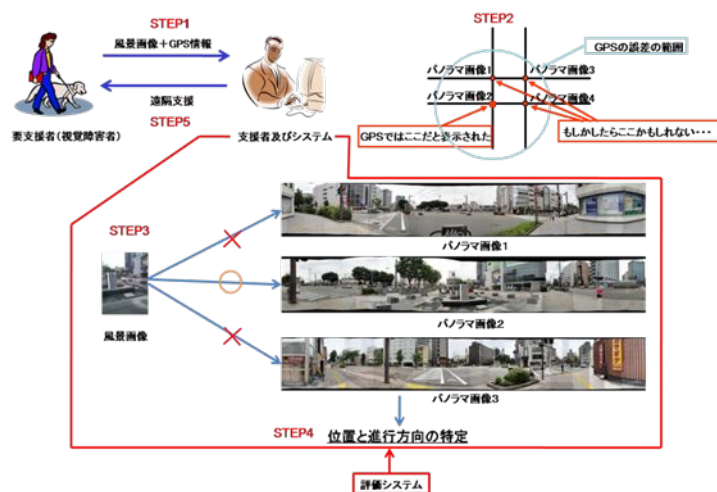 STEP1
風景画像+GPS情報
遠隔支援
STEP5
要支援者(視覚障害者)
支援者及びシステム
STEP2
GPSの誤差の範囲
パノラマ画像1
パノラマ画像3
パノラマ画像2
パノラマ画像4
GPSではここだと表示された
もしかしたらここかもしれない・・・
STEP3
風景画像
パノラマ画像1
パノラマ画像2
パノラマ画像3
STEP4
位置と進行方向の特定
評価システム